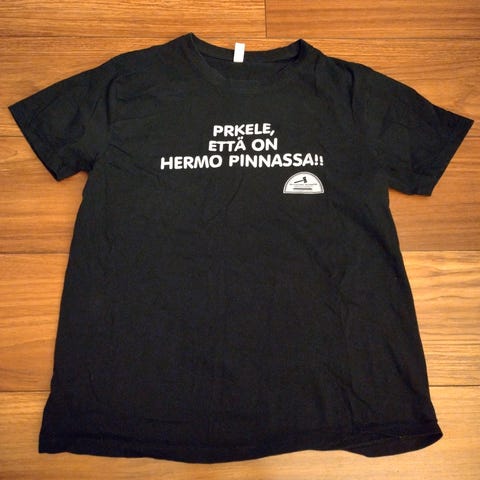 PRKELE,
ETTÄ ON
HERMO PINNASSA!!